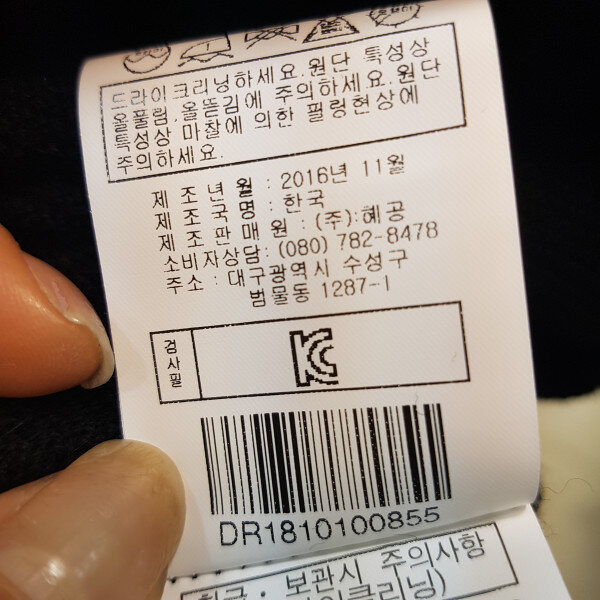 드라이크리닝하세요.원단 특성상
올풀림,올뜯김에 주의하세요.원단
특성상 마찰에 의한 필링현상에
주의하세요.
제 조 년 월 : 2016년 11월
제 조 국 명 : 한국
제 조 판 매 원 : (주):혜공
소비자상담: (080) 782-8478
주소 : 대구광역시 수성구
범물동 1287-1
검사필
KC
DR1810100855
취급·보관시 주의사항